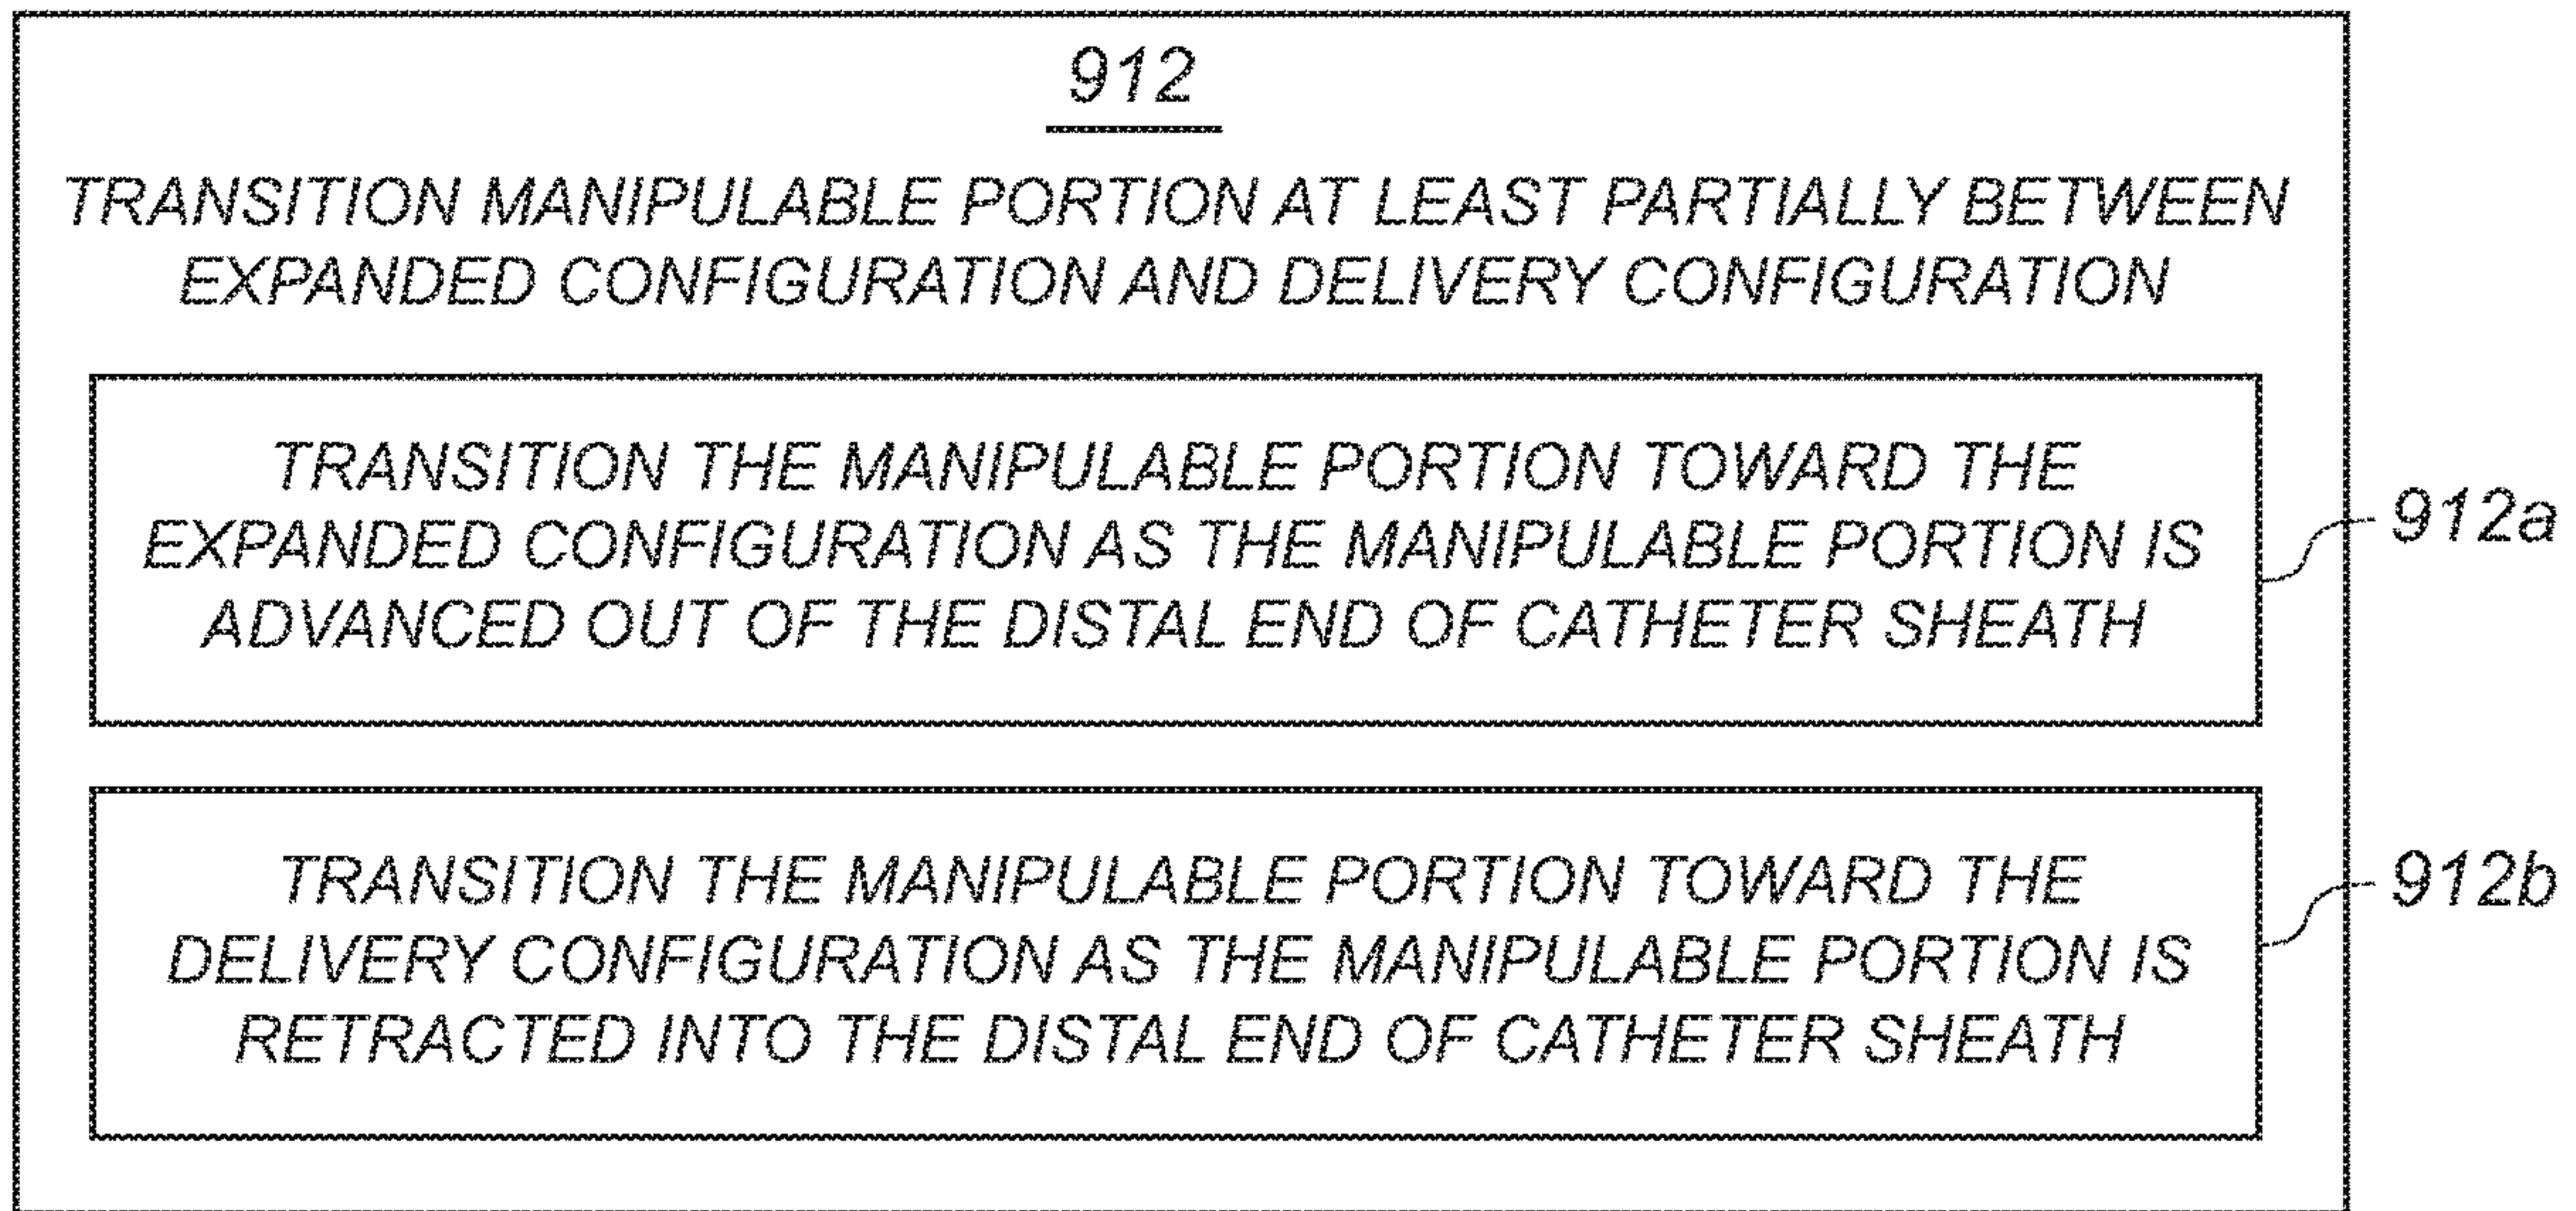 912
TRANSITION MANIPULABLE PORTION AT LEAST PARTIALLY BETWEEN
EXPANDED CONFIGURATION AND DELIVERY CONFIGURATION
TRANSITION THE MANIPULABLE PORTION TOWARD THE
EXPANDED CONFIGURATION AS THE MANIPULABLE PORTION IS
ADVANCED OUT OF THE DISTAL END OF CATHETER SHEATH
912a
TRANSITION THE MANIPULABLE PORTION TOWARD THE
DELIVERY CONFIGURATION AS THE MANIPULABLE PORTION IS
RETRACTED INTO THE DISTAL END OF CATHETER SHEATH
912b